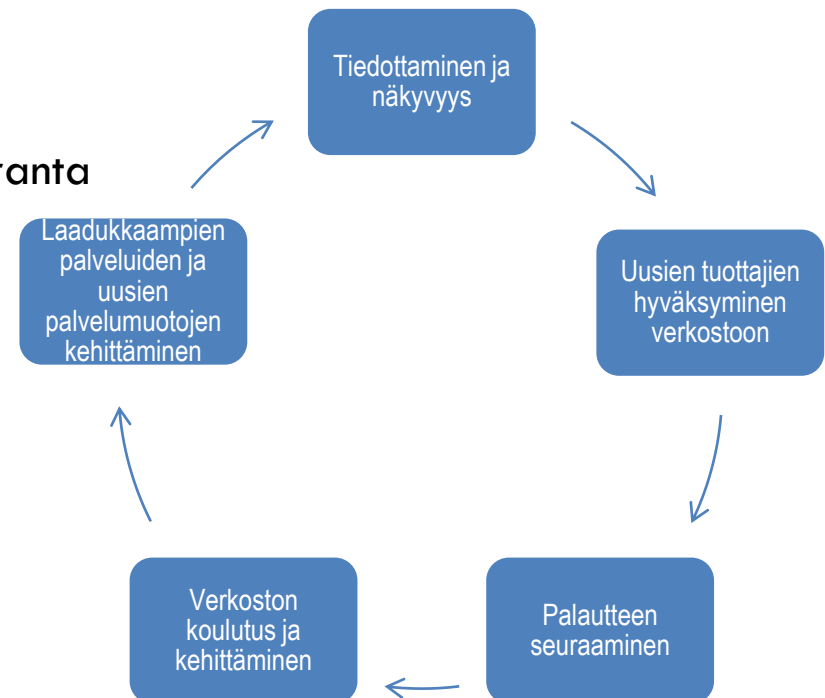 Tiedottaminen ja
näkyvyys
Uusien tuottajien
hyväksyminen
verkostoon
Palautteen
seuraaminen
Verkoston
koulutus ja
kehittäminen
Laadukkaampien
palveluiden ja
uusien
palvelumuotojen
kehittäminen